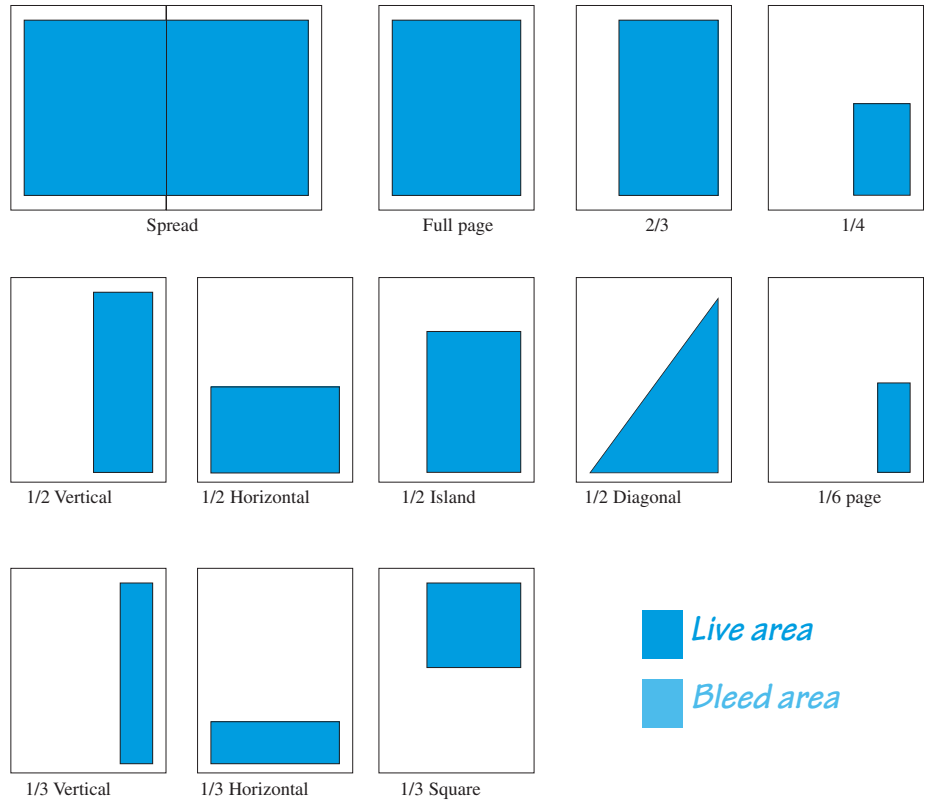 Spread
Full page
2/3
1/4
1/2 Vertical
1/2 Horizontal
1/2 Island
1/2 Diagonal
1/6 page
Live area
Bleed area
1/3 Vertical
1/3 Horizontal
1/3 Square